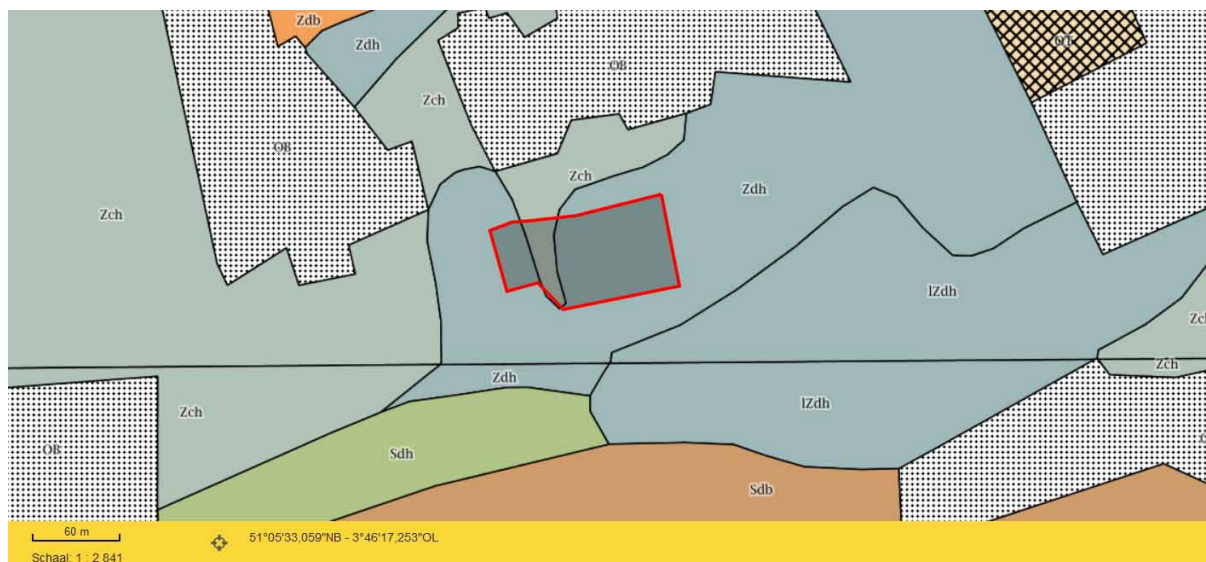 Zdb
Zdh
OB
OT
Zch
OB
Zch
Zch
Zdh
lZdh
Zch
Zch
Zdh
Zch
lZdh
OB
Sdh
Sdb
60 m
51°05'33,059"NB - 3°46'17,253"OL
Schaal: 1 : 2 841